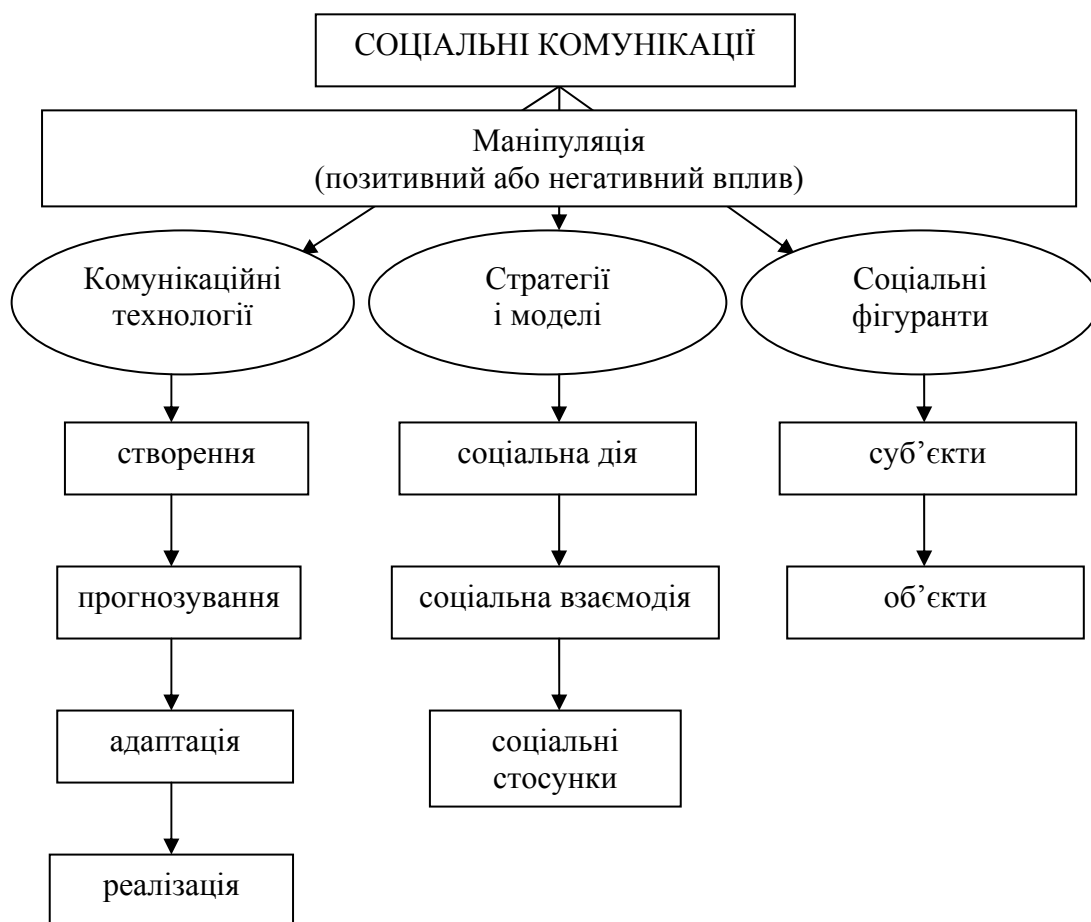 СОЦІАЛЬНІ КОМУНІКАЦІЇ
Маніпуляція
(позитивний або негативний вплив)
Комунікаційні
технології
Стратегії
і моделі
Соціальні
фігуранти
створення
соціальна дія
суб’єкти
прогнозування
соціальна взаємодія
об’єкти
адаптація
соціальні
стосунки
реалізація